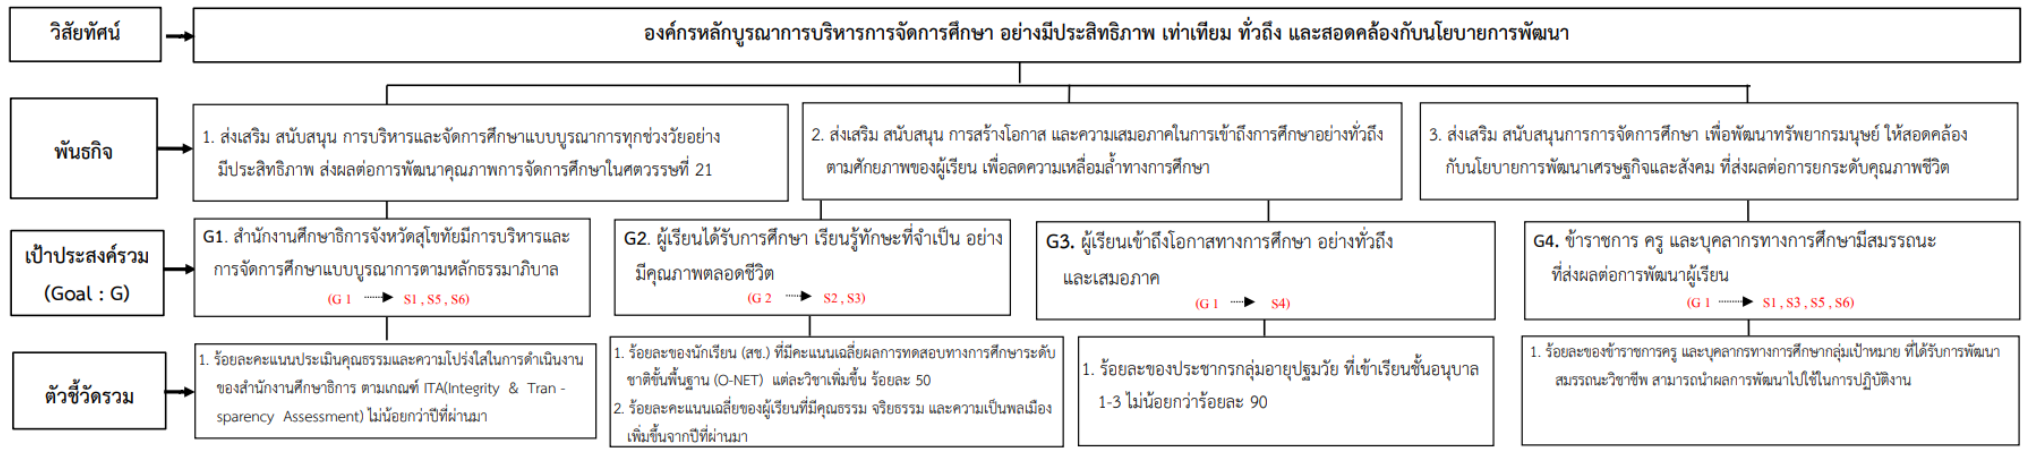 วิสัยทัศน์
องค์กรหลักบูรณาการบริหารการจัดการศึกษา อย่างมีประสิทธิภาพ เท่าเทียม ทั่วถึง และสอดคล้องกับนโยบายการพัฒนา
พันธกิจ
1. ส่งเสริม สนับสนุน การบริหารและจัดการศึกษาแบบบูรณาการทุกช่วงวัยอย่าง
มีประสิทธิภาพ ส่งผลต่อการพัฒนาคุณภาพการจัดการศึกษาในศตวรรษที่ 21
2. ส่งเสริม สนับสนุน การสร้างโอกาส และความเสมอภาคในการเข้าถึงการศึกษาอย่างทั่วถึง
ตามศักยภาพของผู้เรียน เพื่อลดความเหลื่อมล้ำทางการศึกษา
3. ส่งเสริม สนับสนุนการการจัดการศึกษา เพื่อพัฒนาทรัพยากรมนุษย์ ให้สอดคล้อง
กับนโยบายการพัฒนาเศรษฐกิจและสังคม ที่ส่งผลต่อการยกระดับคุณภาพชีวิต
เป้าประสงค์รวม
(Goal : G)
G1. สำนักงานศึกษาธิการจังหวัดสุโขทัยมีการบริหารและ
การจัดการศึกษาแบบบูรณาการตามหลักธรรมาภิบาล
(G 1 ┈► S1 , S5 , S6)
G2. ผู้เรียนได้รับการศึกษา เรียนรู้ทักษะที่จำเป็น อย่าง
มีคุณภาพตลอดชีวิต
(G 2 ┈► S2 , S3)
G3. ผู้เรียนเข้าถึงโอกาสทางการศึกษา อย่างทั่วถึง
และเสมอภาค
(G 1 ┈► S4)
G4. ข้าราชการ ครู และบุคลากรทางการศึกษามีสมรรถนะ
ที่ส่งผลต่อการพัฒนาผู้เรียน
(G 1 ┈► S1 , S3 , S5 , S6)
ตัวชี้วัดรวม
1. ร้อยละคะแนนประเมินคุณธรรมและความโปร่งใสในการดำเนินงาน
ของสำนักงานศึกษาธิการ ตามเกณฑ์ ITA(Integrity & Tran -
sparency Assessment) ไม่น้อยกว่าปีที่ผ่านมา
1. ร้อยละของนักเรียน (สช.) ที่มีคะแนนเฉลี่ยผลการทดสอบทางการศึกษาระดับ
ชาติขั้นพื้นฐาน (O-NET) แต่ละวิชาเพิ่มขึ้น ร้อยละ 50
2. ร้อยละคะแนนเฉลี่ยของผู้เรียนที่มีคุณธรรม จริยธรรม และความเป็นพลเมือง
เพิ่มขึ้นจากปีที่ผ่านมา
1. ร้อยละของประชากรกลุ่มอายุปฐมวัย ที่เข้าเรียนชั้นอนุบาล
1-3 ไม่น้อยกว่าร้อยละ 90
1. ร้อยละของข้าราชการครู และบุคลากรทางการศึกษากลุ่มเป้าหมาย ที่ได้รับการพัฒนา
สมรรถนะวิชาชีพ สามารถนำผลการพัฒนาไปใช้ในการปฏิบัติงาน